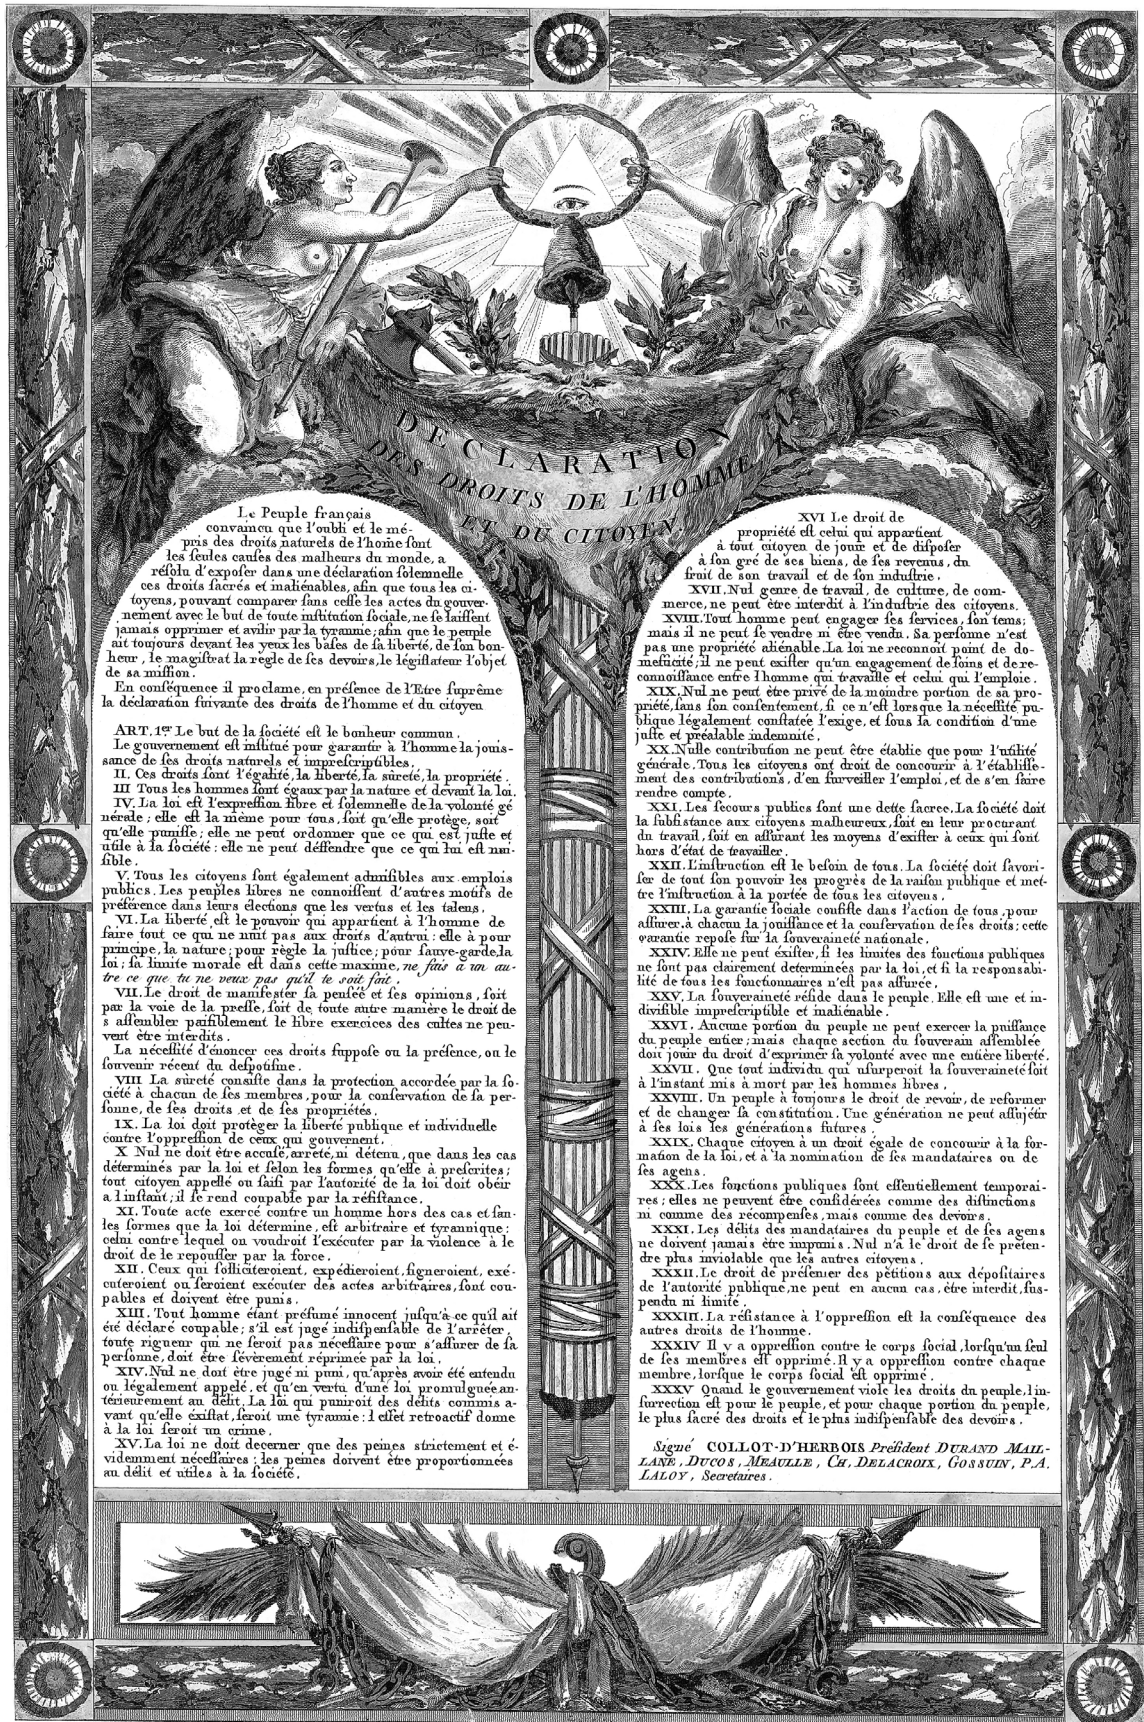 DECLARATION
DES DROITS DE L'HOMME
ET DU CITOYEN.
Le Peuple français
convaincu que l'oubli et le mé-
pris des droits naturels de l'hom̄e ſont
les ſeules cauſes des malheurs du monde, a
réſolu d'expoſer dans une déclaration ſolemnelle
ces droits ſacrés et inaliénables, afin que tous les ci-
toyens, pouvant comparer ſans ceſſe les actes du gouver-
nement avec le but de toute inſtitution ſociale, ne ſe laiſſent
jamais opprimer et avilir par la tyrannie; afin que le peuple
ait toujours devant les yeux les baſes de ſa liberté, de ſon bon-
heur, le magiſtrat la règle de ſes devoirs, le légiſlateur l'objet
de sa miſſion.
En conſéquence il proclame, en préſence de l'Etre ſuprême
la déclaration ſuivante des droits de l'homme et du citoyen
ART. 1er Le but de la ſociété est le bonheur commun.
Le gouvernement eſt inſtitué pour garantir à l'homme la jouis-
sance de ſes droits naturels et impreſcriptibles.
II. Ces droits ſont l'égalité, la liberté, la sûreté, la propriété.
III Tous les hommes ſont égaux par la nature et devant la loi.
IV. La loi eſt l'expreſſion libre et ſolemnelle de la volonté gé
nérale; elle eſt la même pour tous, ſoit qu'elle protège, soit
qu'elle puniſſe; elle ne peut ordonner que ce qui est juſte et
utile à la ſociété: elle ne peut déffendre que ce qui lui eſt nui-
ſible.
V. Tous les citoyens ſont également admiſibles aux emplois
publics. Les peuples libres ne connoiſſent d'autres motifs de
préférence dans leurs élections que les vertus et les talens.
VI. La liberté eſt le pouvoir qui appartient à l'homme de
faire tout ce qui ne nuit pas aux droits d'autrui: elle à pour
principe, la nature; pour règle la juſtice; pour ſauve-garde, la
loi; ſa limite morale eſt dans cette maxime, ne fais à un au-
tre ce que tu ne veux pas qu'il te soit fait.
VII. Le droit de manifeſter ſa penſée et ſes opinions, ſoit
par la voie de la preſſe, ſoit de toute autre manière le droit de
s aſſembler paiſiblement le libre exercices des cultes ne peu-
vent être interdits.
La néceſſité d'énoncer ces droits ſuppoſe ou la préſence, ou le
ſouvenir récent du deſpotiſme.
VIII La sûreté consiſte dans la protection accordée par la ſo-
ciété à chacun de ſes membres, pour la conſervation de ſa per-
ſonne, de ſes droits et de ſes propriétés.
IX. La loi doit protèger la liberté publique et individuelle
contre l'oppreſſion de ceux qui gouvernent.
X Nul ne doit être accuſé, arrêté, ni détenu, que dans les cas
déterminés par la loi et ſelon les formes qu'elle à preſcrites;
tout citoyen appellé ou ſaiſi par l'autorité de la loi doit obéir
a l'inſtant; il ſe rend coupable par la réſiſtance.
XI. Toute acte exercé contre un homme hors des cas et ſan-
les formes que la loi détermine, eſt arbitraire et tyrannique:
celui contre lequel on voudroit l'exécuter par la violence à le
droit de le repouſſer par la force.
XII. Ceux qui ſolliciteroient, expédieroient, ſigneroient, exé-
cuteroient ou feroient exécuter des actes arbitraires, ſont cou-
pables et doivent être punis.
XIII. Tout homme étant préſumé innocent juſqu'à ce qu'il ait
été déclaré coupable; s'il est jugé indiſpenſable de l'arrêter,
toute rigueur qui ne ſeroit pas néceſſaire pour s'aſſurer de ſa
perſonne, doit être ſévèrement réprimée par la loi.
XIV. Nul ne doit être jugé ni puni, qu'après avoir été entendu
ou légalement appelé, et qu'en vertu d'une loi promulguée an-
térieurement au délit. La loi qui puniroit des délits commis a-
vant qu'elle éxiſtat, ſeroit une tyrannie: l effet retroactif donne
à la loi ſeroit un crime.
XV. La loi ne doit decerner que des peines strictement et é-
videmment néceſſaires: les peines doivent être proportionnées
au délit et utiles à la ſociété.
XVI Le droit de
propriété eſt celui qui appartient
à tout citoyen de jouir et de diſpoſer
à ſon gré de ses biens, de ſes revenus, du
fruit de son travail et de ſon induſtrie.
XVII. Nul genre de travail, de culture, de com-
merce, ne peut être interdit à l'induſtrie des citoyens.
XVIII. Tout homme peut engager ſes ſervices, ſon tems;
mais il ne peut ſe vendre ni être vendu. Sa perſonne n'est
pas une propriété aliénable. La loi ne reconnoit point de do-
meſticité; il ne peut exiſter qu'un engagement de ſoins et de re-
connoiſſance entre l'homme qui travaille et celui qui l'emploie.
XIX. Nul ne peut être privé de la moindre portion de sa pro-
priété, ſans ſon conſentement, ſi ce n'eſt lorsque la néceſſité pu-
blique légalement conſtatée l'exige, et ſous la condition d'une
juſte et préalable indemnité.
XX. Nulle contribution ne peut être établie que pour l'utilité
générale. Tous les citoyens ont droit de concourir à l'établiſſe-
ment des contributions, d'en ſurveiller l'emploi, et de s'en faire
rendre compte.
XXI. Les ſecours publics ſont une dette ſacree. La ſociété doit
la ſubſiſtance aux citoyens malheureux, ſoit en leur procurant
du travail, ſoit en aſſurant les moyens d'exiſter à ceux qui ſont
hors d'état de travailler.
XXII. L'inſtruction eſt le beſoin de tous. La ſociété doit favori-
ſer de tout ſon pouvoir les progrès de la raiſon publique et met-
tre l'inſtruction à la portée de tous les citoyens.
XXIII. La garantie ſociale conſiſte dans l'action de tous, pour
aſſurer à chacun la jouiſſance et la conſervation de ſes droits; cette
garantie repoſe ſur la ſouveraineté nationale.
XXIV. Elle ne peut éxiſter, ſi les limites des fonctions publiques
ne ſont pas clairement determinées par la loi, et ſi la responſabi-
lité de tous les fonctionnaires n'eſt pas aſſurée.
XXV. La ſouveraineté réſide dans le peuple. Elle eſt une et in-
diviſible impreſcriptible et inaliénable.
XXVI. Aucune portion du peuple ne peut exercer la puiſſance
du peuple entier; mais chaque section du ſouverain aſſemblée
doit jouir du droit d'exprimer ſa volonté avec une entière liberté.
XXVII. Que tout individu qui uſurperoit la ſouveraineté ſoit
à l'instant mis à mort par les hommes libres.
XXVIII. Un peuple à toujours le droit de revoir, de reformer
et de changer ſa conſtitution. Une génération ne peut aſſujétir
à ſes lois les générations futures.
XXIX. Chaque citoyen à un droit égale de concourir à la for-
mation de la loi, et à la nomination de ſes mandataires ou de
ſes agens.
XXX. Les fonctions publiques ſont eſſentiellement temporai-
res; elles ne peuvent être conſidérées comme des diſtinctions
ni comme des récompenſes, mais comme des devoirs.
XXXI. Les délits des mandataires du peuple et de ſes agens
ne doivent jamais être impunis. Nul n'a le droit de ſe préten-
dre plus inviolable que les autres citoyens.
XXXII. Le droit de préſenter des pétitions aux dépoſitaires
de l'autorité publique, ne peut en aucun cas, être interdit, ſus-
pendu ni limité.
XXXIII. La réſiſtance à l'oppreſſion eſt la conſéquence des
autres droits de l'homme.
XXXIV Il y a oppreſſion contre le corps ſocial, lorſqu'un ſeul
de ſes membres eſt opprimé. Il y a oppreſſion contre chaque
membre, lorſque le corps ſocial eſt opprimé.
XXXV Quand le gouvernement viole les droits du peuple, l in-
ſurrection eſt pour le peuple, et pour chaque portion du peuple,
le plus ſacré des droits et le plus indiſpenſable des devoirs.
Signé COLLOT-D'HERBOIS Préſident DURAND MAIL-
LANE, DUCOS, MEAULLE, CH. DELACROIX, GOSSUIN, P.A.
LALOY, Secretaires.